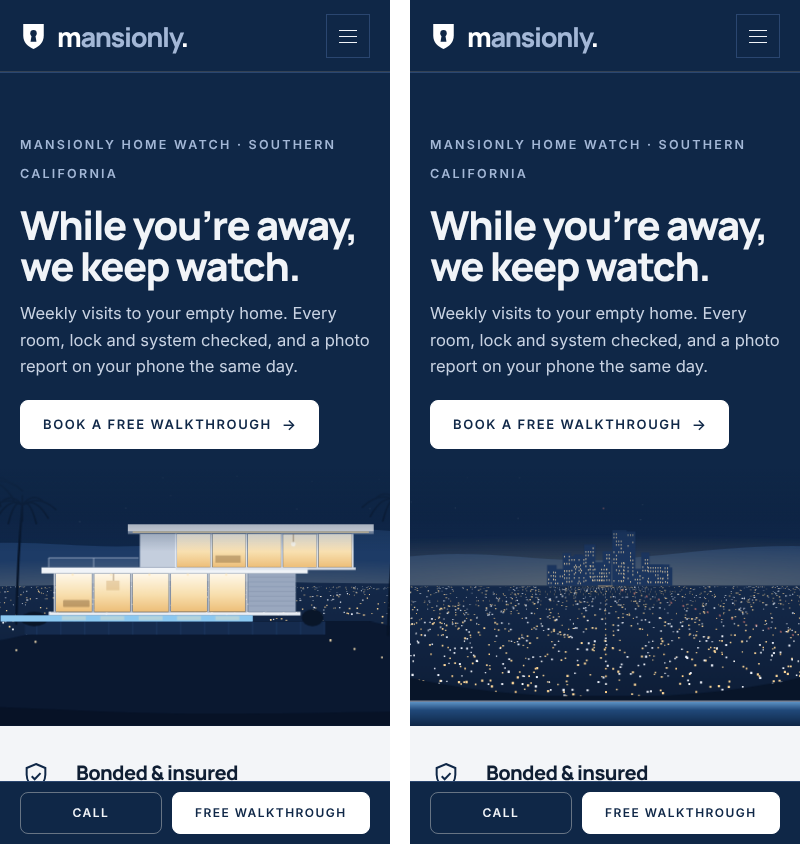 mansionly.
MANSIONLY HOME WATCH · SOUTHERN
CALIFORNIA
While you’re away,
we keep watch.
Weekly visits to your empty home. Every
room, lock and system checked, and a photo
report on your phone the same day.
BOOK A FREE WALKTHROUGH →
Bonded & insured
CALL
FREE WALKTHROUGH
mansionly.
MANSIONLY HOME WATCH · SOUTHERN
CALIFORNIA
While you’re away,
we keep watch.
Weekly visits to your empty home. Every
room, lock and system checked, and a photo
report on your phone the same day.
BOOK A FREE WALKTHROUGH →
Bonded & insured
CALL
FREE WALKTHROUGH